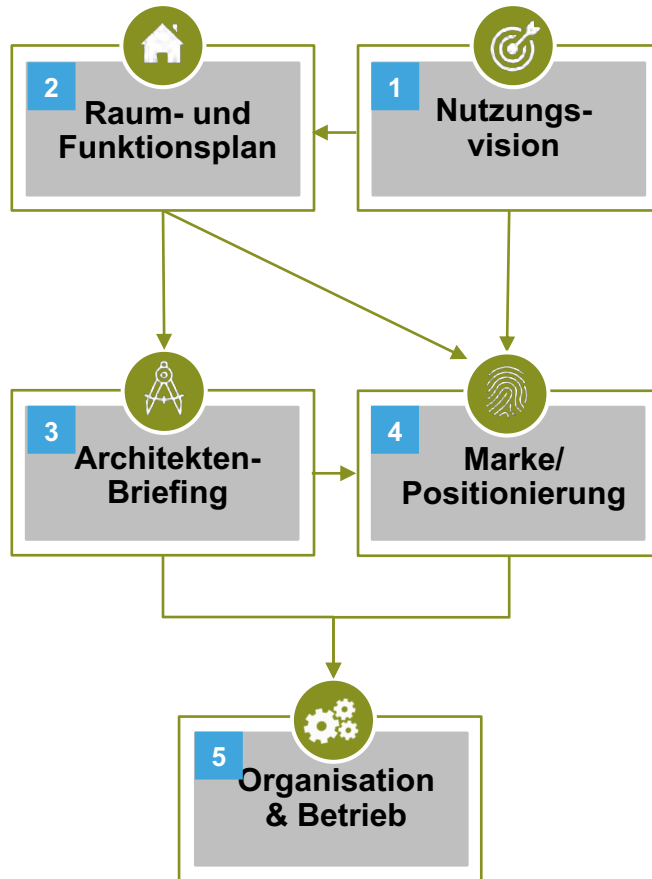 2
Raum- und
Funktionsplan
1
Nutzungs-
vision
3
Architekten-
Briefing
4
Marke/
Positionierung
5
Organisation
& Betrieb